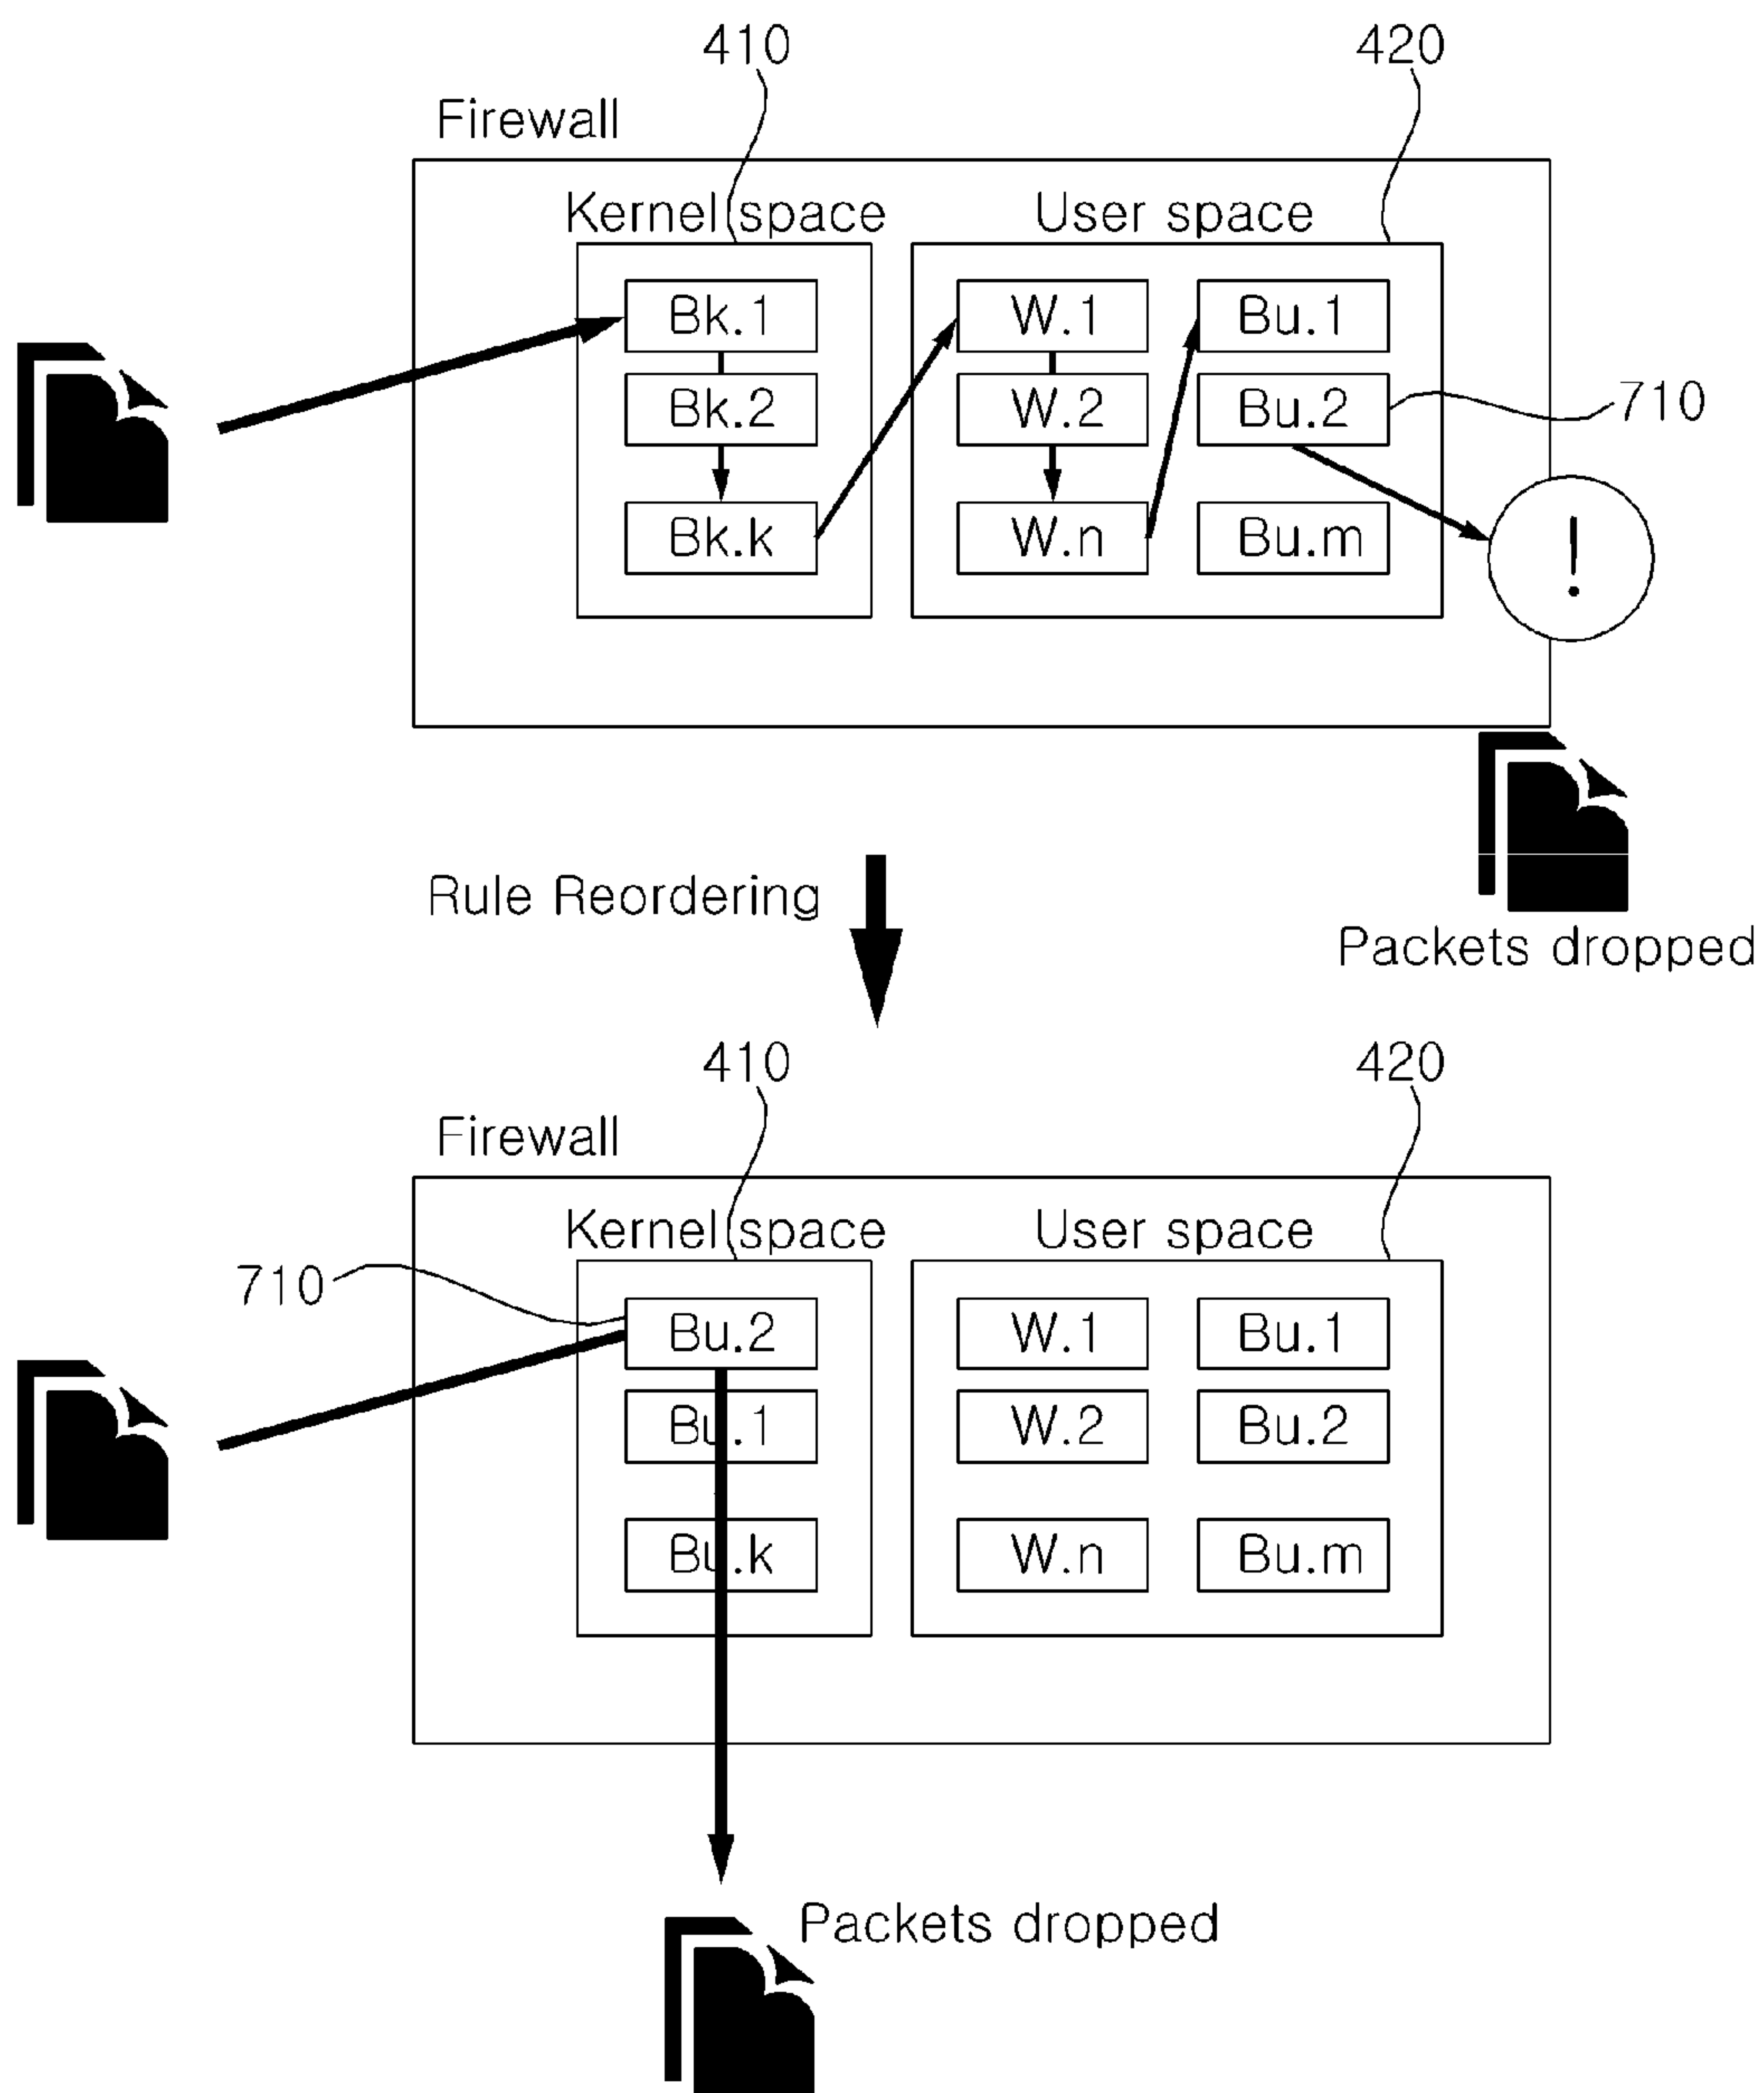 410 420
Firewall
Kernel space User space
Bk.1 W.1 Bu.1
Bk.2 W.2 Bu.2 710
Bk.k W.n Bu.m
!
Rule Reordering
Packets dropped
410 420
Firewall
Kernel space User space
710
Bu.2 W.1 Bu.1
Bu.1 W.2 Bu.2
Bu.k W.n Bu.m
Packets dropped